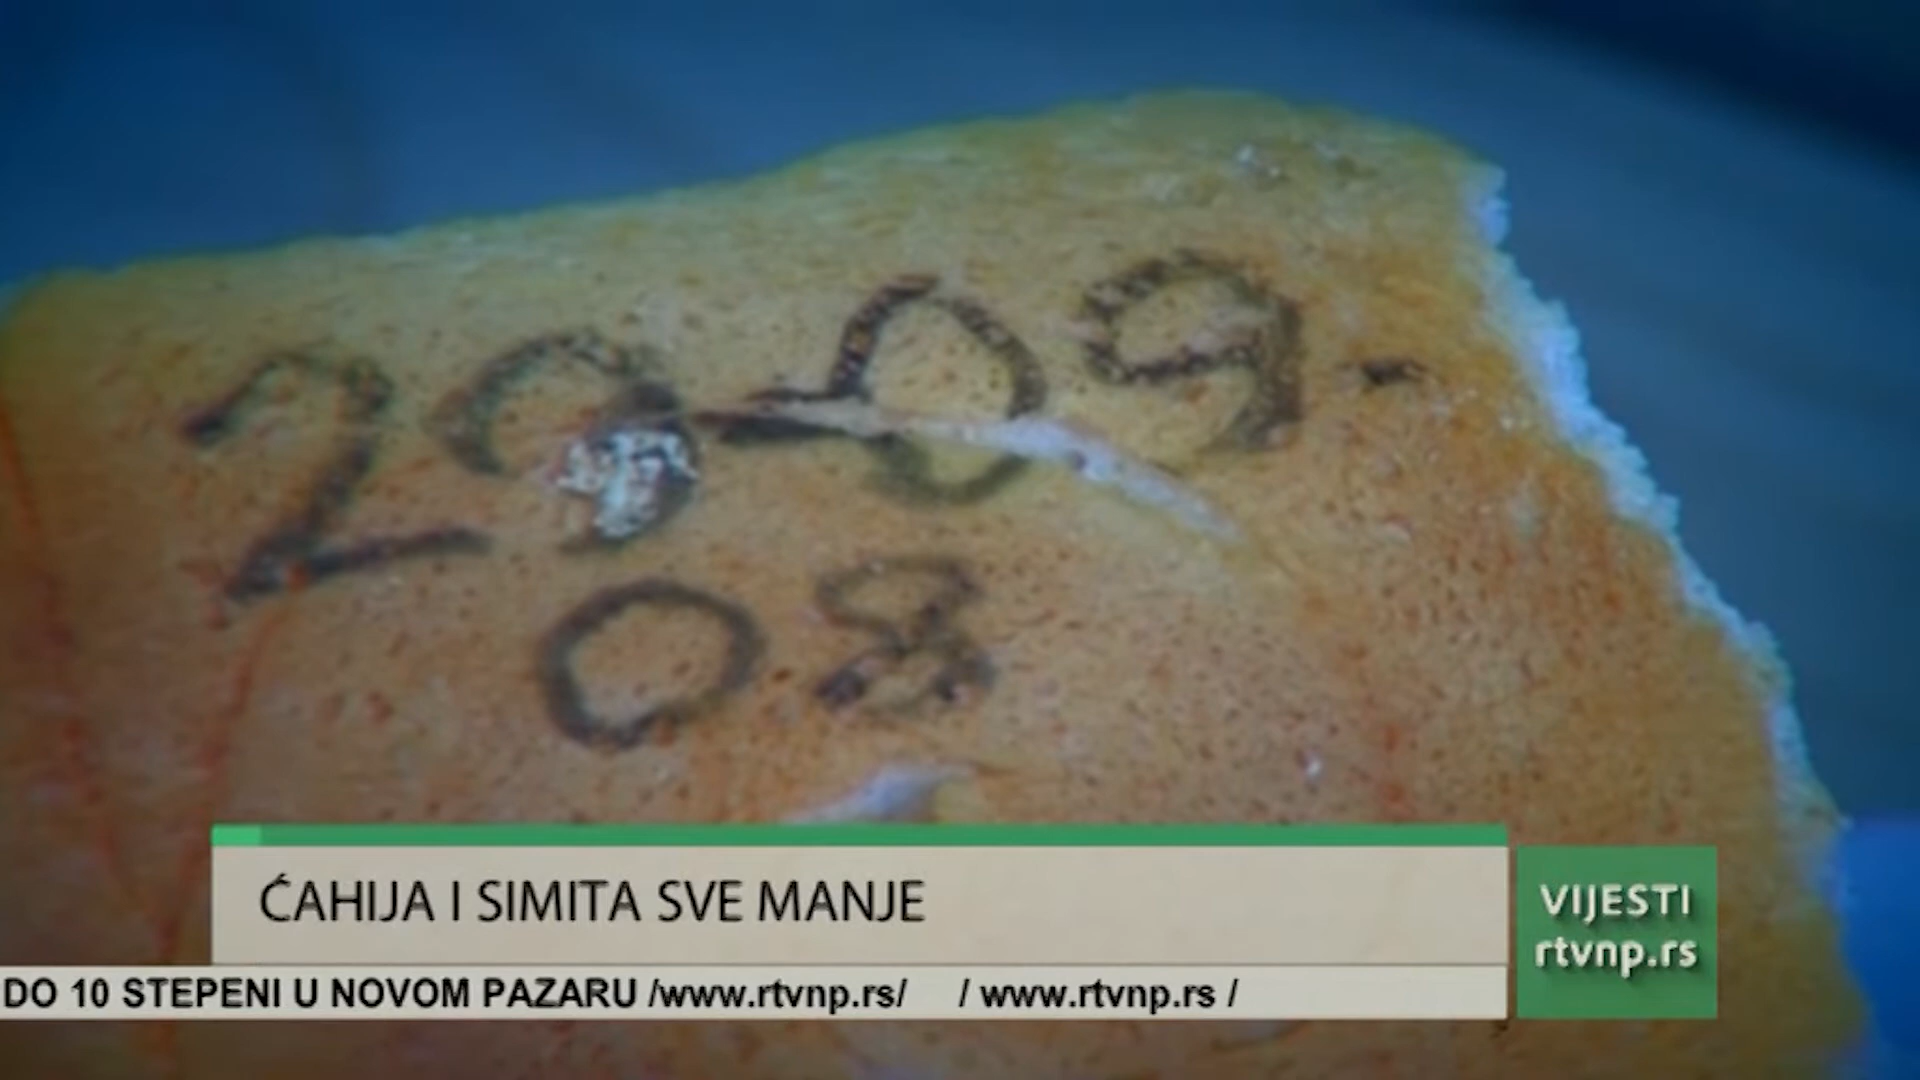 29-09-
08
ĆAHIJA I SIMITA SVE MANJE
VIJESTI
rtvnp.rs
DO 10 STEPENI U NOVOM PAZARU /www.rtvnp.rs/ / www.rtvnp.rs /